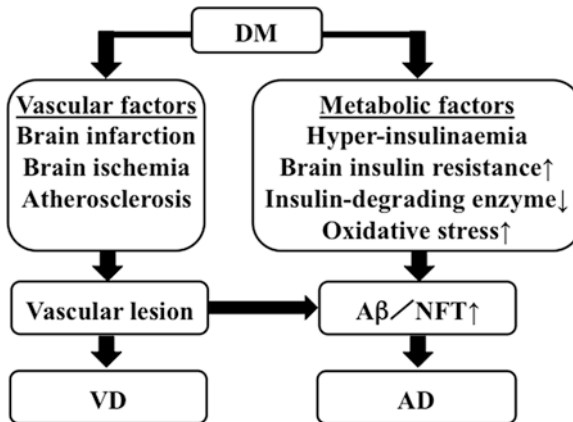 DM
Vascular factors
Brain infarction
Brain ischemia
Atherosclerosis
Metabolic factors
Hyper-insulinaemia
Brain insulin resistance↑
Insulin-degrading enzyme↓
Oxidative stress↑
Vascular lesion
Aβ／NFT↑
VD
AD